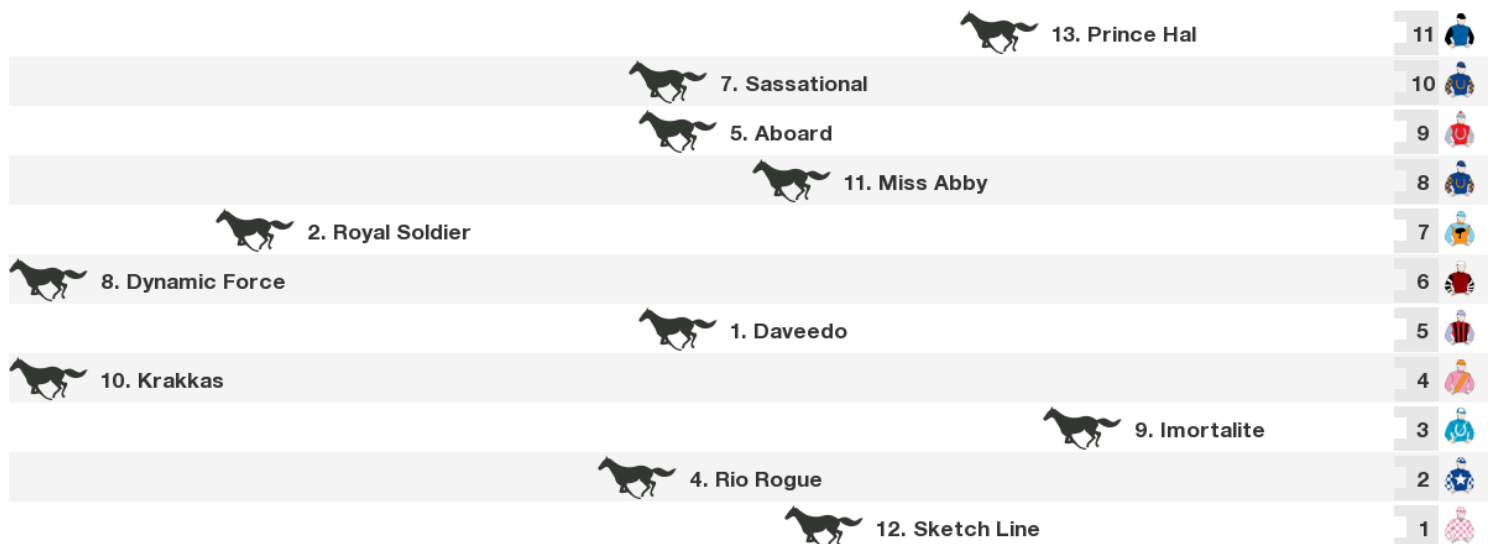 13. Prince Hal 11
7. Sassational 10
5. Aboard 9
11. Miss Abby 8
2. Royal Soldier 7
8. Dynamic Force 6
1. Daveedo 5
10. Krakkas 4
9. Imortalite 3
4. Rio Rogue 2
12. Sketch Line 1